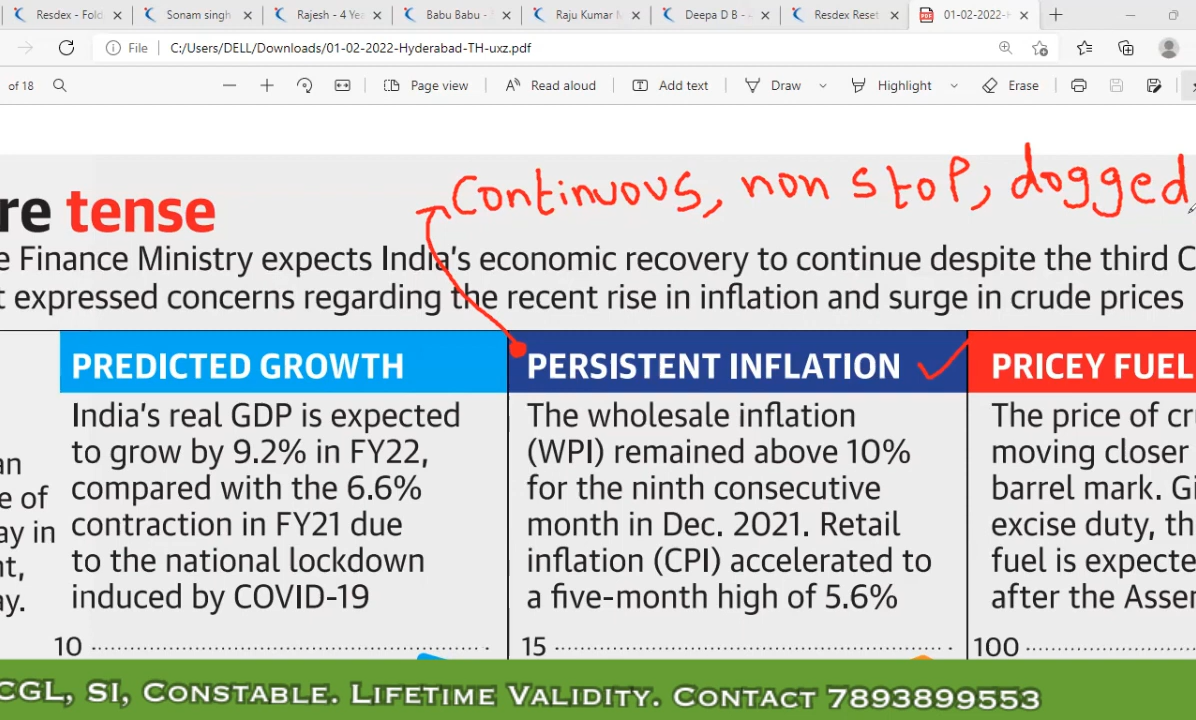 Resdex - Fold
Sonam singh
Rajesh - 4 Yea
Babu Babu -
Raju Kumar
Deepa D B -
Resdex Reset
01-02-2022-
File C:/Users/DELL/Downloads/01-02-2022-Hyderabad-TH-uxz.pdf
of 18 Page view Read aloud Add text Draw Highlight Erase
Continuous, non stop, dogged
re tense
e Finance Ministry expects India's economic recovery to continue despite the third C
t expressed concerns regarding the recent rise in inflation and surge in crude prices
an
e of
ay in
nt,
ay.
PREDICTED GROWTH
India's real GDP is expected
to grow by 9.2% in FY22,
compared with the 6.6%
contraction in FY21 due
to the national lockdown
induced by COVID-19
10
PERSISTENT INFLATION
The wholesale inflation
(WPI) remained above 10%
for the ninth consecutive
month in Dec. 2021. Retail
inflation (CPI) accelerated to
a five-month high of 5.6%
15
PRICEY FUEL
The price of cr
moving closer
barrel mark. Gi
excise duty, th
fuel is expecte
after the Assem
100
CGL, SI, CONSTABLE. LIFETIME VALIDITY. CONTACT 7893899553